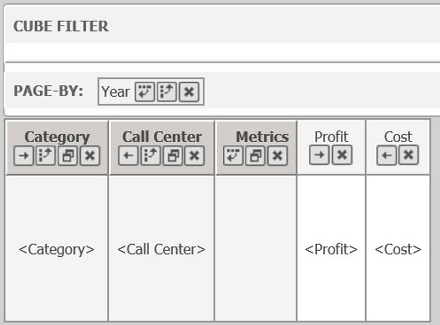 CUBE FILTER
PAGE-BY: Year
Category Call Center Metrics Profit Cost
<Category> <Call Center> <Profit> <Cost>